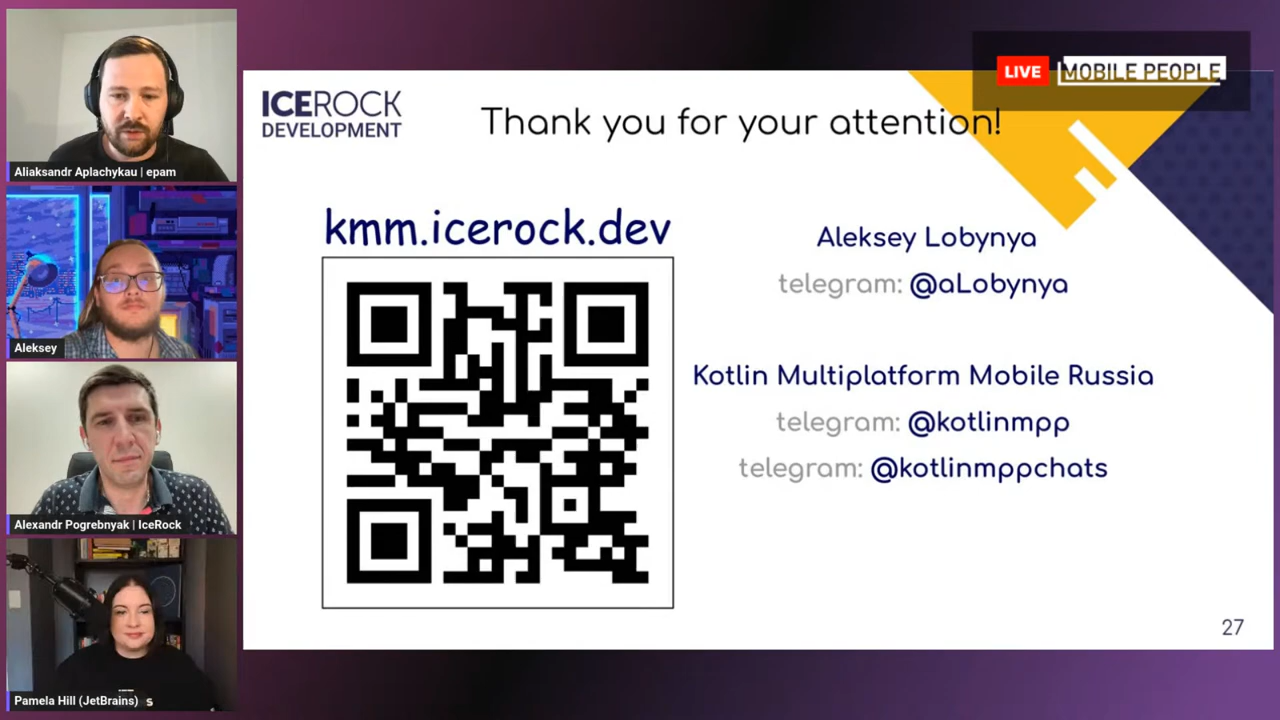 Aliaksandr Aplachykau | epam
Aleksey
Alexandr Pogrebnyak | IceRock
Pamela Hill (JetBrains)
s
LIVE
MOBILE PEOPLE
ICEROCK
DEVELOPMENT
Thank you for your attention!
kmm.icerock.dev
Aleksey Lobynya
telegram: @aLobynya
Kotlin Multiplatform Mobile Russia
telegram: @kotlinmpp
telegram: @kotlinmppchats
27